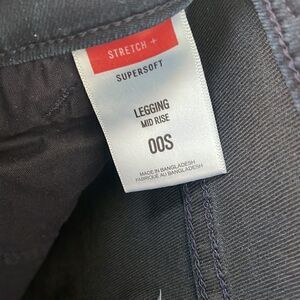 STRETCH +
SUPERSOFT
LEGGING
MID RISE
00S
MADE IN BANGLADESH
FABRIQUÉ AU BANGLADESH